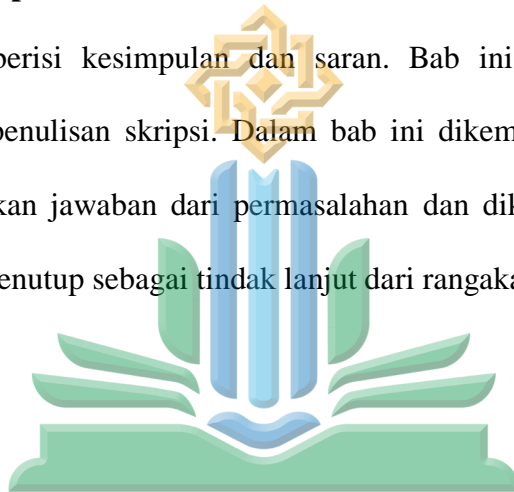 berisi kesimpulan dan saran. Bab ini
penulisan skripsi. Dalam bab ini dikem
kan jawaban dari permasalahan dan dik
enutup sebagai tindak lanjut dari rangaka